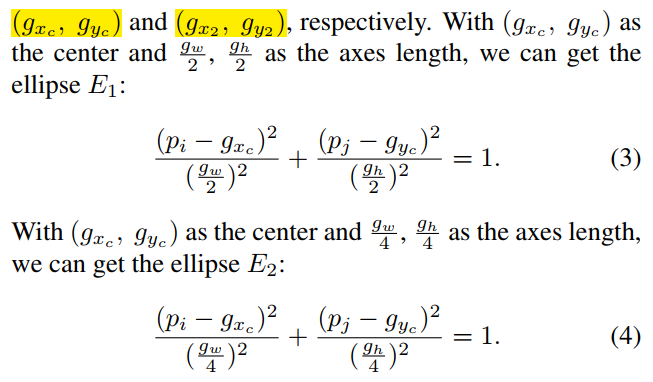 (g_{x_c}, g_{y_c}) and (g_{x2}, g_{y2}), respectively. With (g_{x_c}, g_{y_c}) as
the center and \frac{g_w}{2}, \frac{g_h}{2} as the axes length, we can get the
ellipse E_1:
\frac{(p_i - g_{x_c})^2}{(\frac{g_w}{2})^2} + \frac{(p_j - g_{y_c})^2}{(\frac{g_h}{2})^2} = 1. (3)
With (g_{x_c}, g_{y_c}) as the center and \frac{g_w}{4}, \frac{g_h}{4} as the axes length,
we can get the ellipse E_2:
\frac{(p_i - g_{x_c})^2}{(\frac{g_w}{4})^2} + \frac{(p_j - g_{y_c})^2}{(\frac{g_h}{4})^2} = 1. (4)